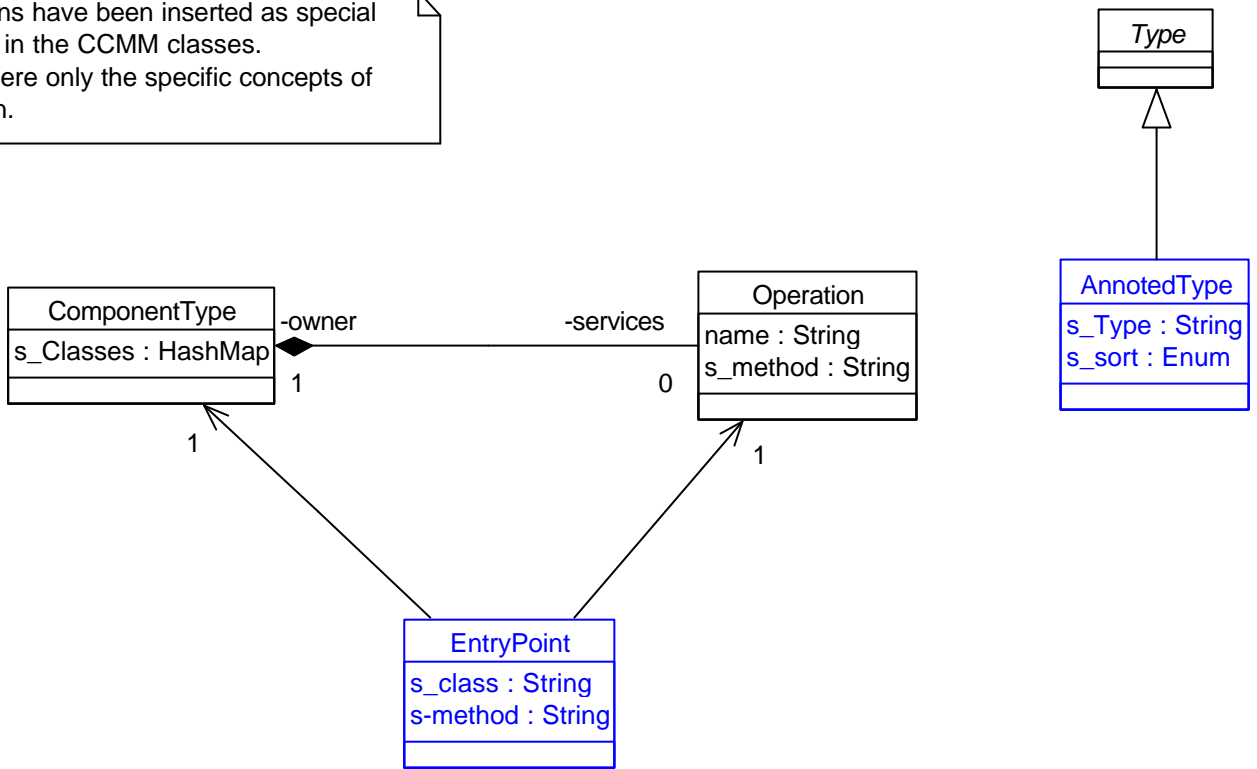 ns have been inserted as special
in the CCMM classes.
ere only the specific concepts of
n.
Type
ComponentType
s_Classes : HashMap
-owner
1
-services
0
Operation
name : String
s_method : String
AnnotedType
s_Type : String
s_sort : Enum
1
1
EntryPoint
s_class : String
s-method : String